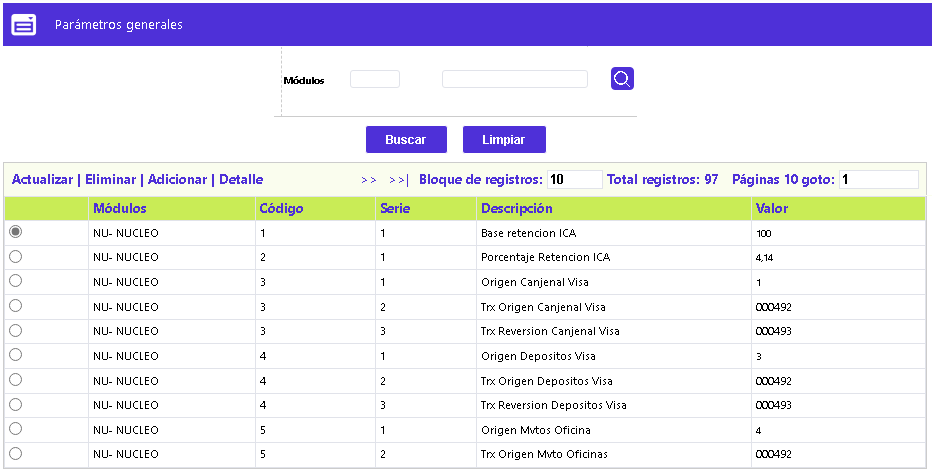 Parámetros generales
Módulos
Buscar Limpiar
Actualizar | Eliminar | Adicionar | Detalle >> >>| Bloque de registros: 10 Total registros: 97 Páginas 10 goto: 1
Módulos Código Serie Descripción Valor
NU- NUCLEO 1 1 Base retencion ICA 100
NU- NUCLEO 2 1 Porcentaje Retencion ICA 4,14
NU- NUCLEO 3 1 Origen Canjenal Visa 1
NU- NUCLEO 3 2 Trx Origen Canjenal Visa 000492
NU- NUCLEO 3 3 Trx Reversion Canjenal Visa 000493
NU- NUCLEO 4 1 Origen Depositos Visa 3
NU- NUCLEO 4 2 Trx Origen Depositos Visa 000492
NU- NUCLEO 4 3 Trx Reversion Depositos Visa 000493
NU- NUCLEO 5 1 Origen Mvtos Oficina 4
NU- NUCLEO 5 2 Trx Origen Mvto Oficinas 000492